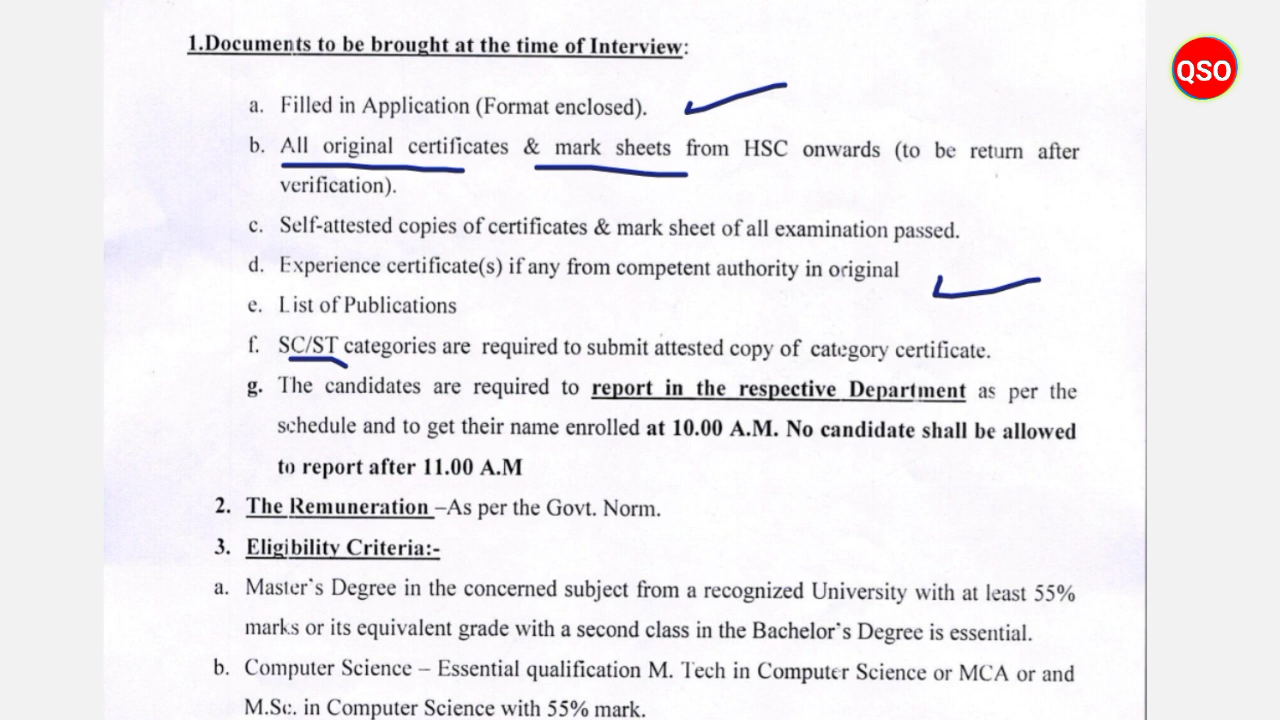 1.Documents to be brought at the time of Interview:
QSO
a. Filled in Application (Format enclosed).
b. All original certificates & mark sheets from HSC onwards (to be return after
verification).
c. Self-attested copies of certificates & mark sheet of all examination passed.
d. Experience certificate(s) if any from competent authority in original
e. List of Publications
f. SC/ST categories are required to submit attested copy of category certificate.
g. The candidates are required to report in the respective Department as per the
schedule and to get their name enrolled at 10.00 A.M. No candidate shall be allowed
to report after 11.00 A.M
2. The Remuneration –As per the Govt. Norm.
3. Eligibility Criteria:-
a. Master's Degree in the concerned subject from a recognized University with at least 55%
marks or its equivalent grade with a second class in the Bachelor's Degree is essential.
b. Computer Science – Essential qualification M. Tech in Computer Science or MCA or and
M.Sc. in Computer Science with 55% mark.